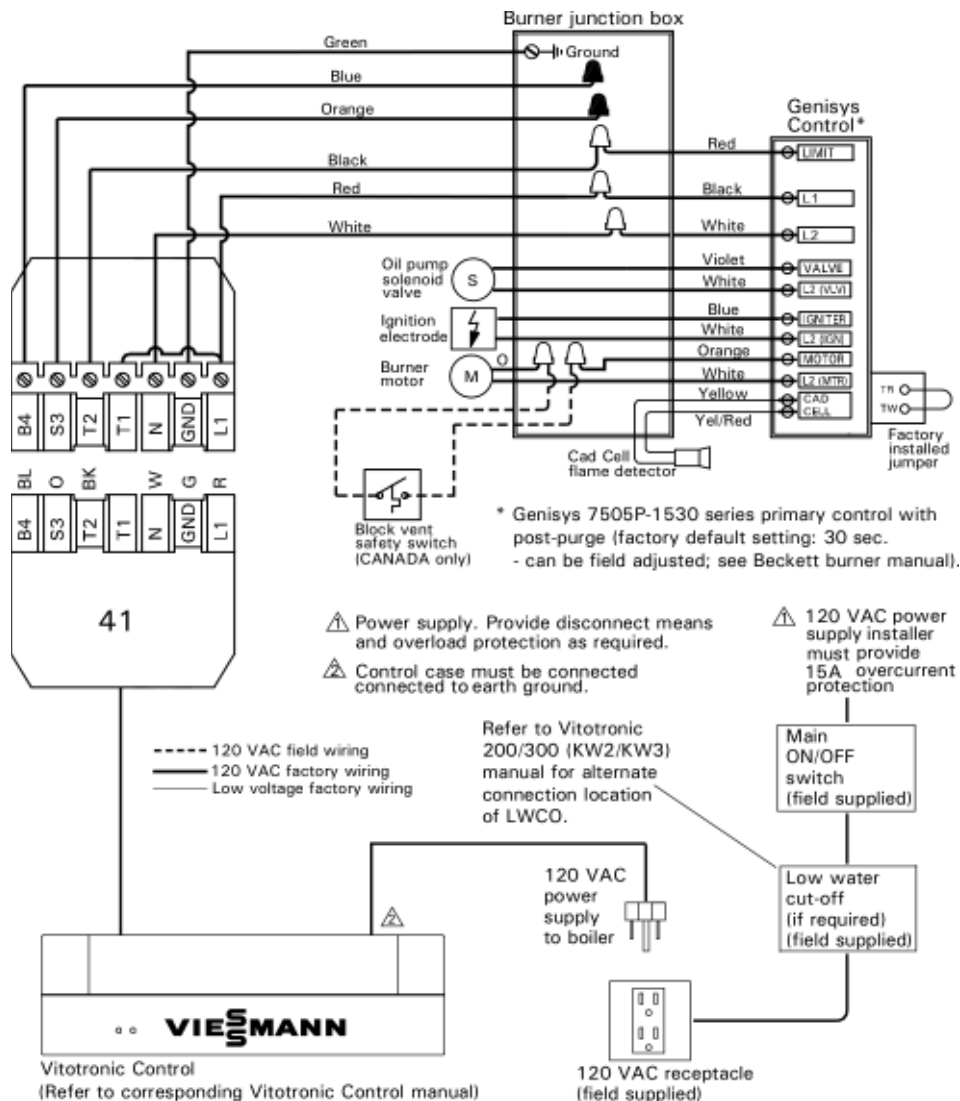 Burner junction box
Green
Ground
Blue
Orange
Genisys
Control*
Black
Red
LIMIT
Red
Black
L1
White
White
L2
Oil pump
solenoid
valve
S
Violet
VALVE
White
L2 (VLV)
Ignition
electrode
Blue
IGNITER
White
L2 (IGN)
Burner
motor
M
O
Orange
MOTOR
White
L2 (MTR)
Yellow
CAD
CELL
Yel/Red
TR
TW
Factory
installed
jumper
Cad Cell
flame detector
B4
S3
T2
T1
N
GND
L1
BL
O
BK
W
G
R
B4
S3
T2
T1
N
GND
L1
41
Block vent
safety switch
(CANADA only)
* Genisys 7505P-1530 series primary control with
post-purge (factory default setting: 30 sec.
- can be field adjusted; see Beckett burner manual).
1 Power supply. Provide disconnect means
and overload protection as required.
2 Control case must be connected
connected to earth ground.
1 120 VAC power
supply installer
must provide
15A overcurrent
protection
120 VAC field wiring
120 VAC factory wiring
Low voltage factory wiring
Refer to Vitotronic
200/300 (KW2/KW3)
manual for alternate
connection location
of LWCO.
Main
ON/OFF
switch
(field supplied)
120 VAC
power
supply
to boiler
Low water
cut-off
(if required)
(field supplied)
2
VIESSMANN
Vitotronic Control
(Refer to corresponding Vitotronic Control manual)
120 VAC receptacle
(field supplied)